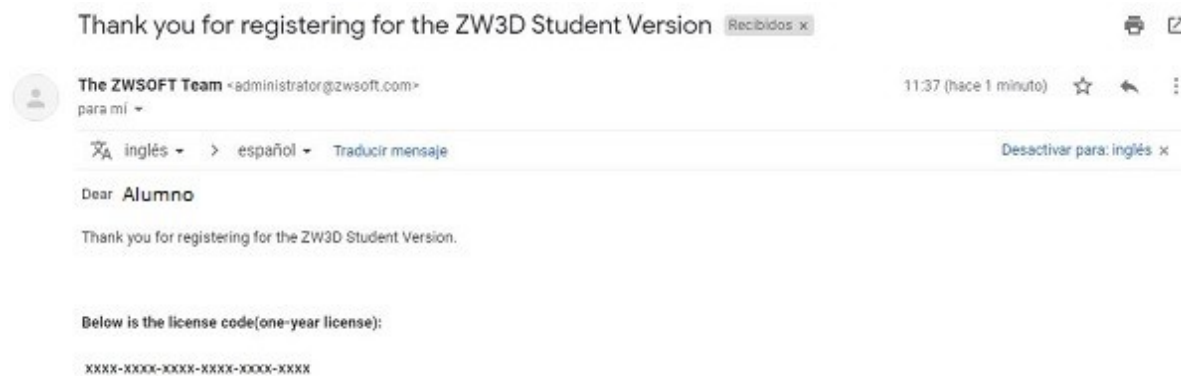 Thank you for registering for the ZW3D Student Version Recibidos x
The ZWSOFT Team <administrator@zwsoft.com> 11:37 (hace 1 minuto)
para mí
inglés > español Traducir mensaje Desactivar para: inglés x
Dear Alumno
Thank you for registering for the ZW3D Student Version.
Below is the license code(one-year license):
xxxx-xxxx-xxxx-xxxx-xxxx-xxxx